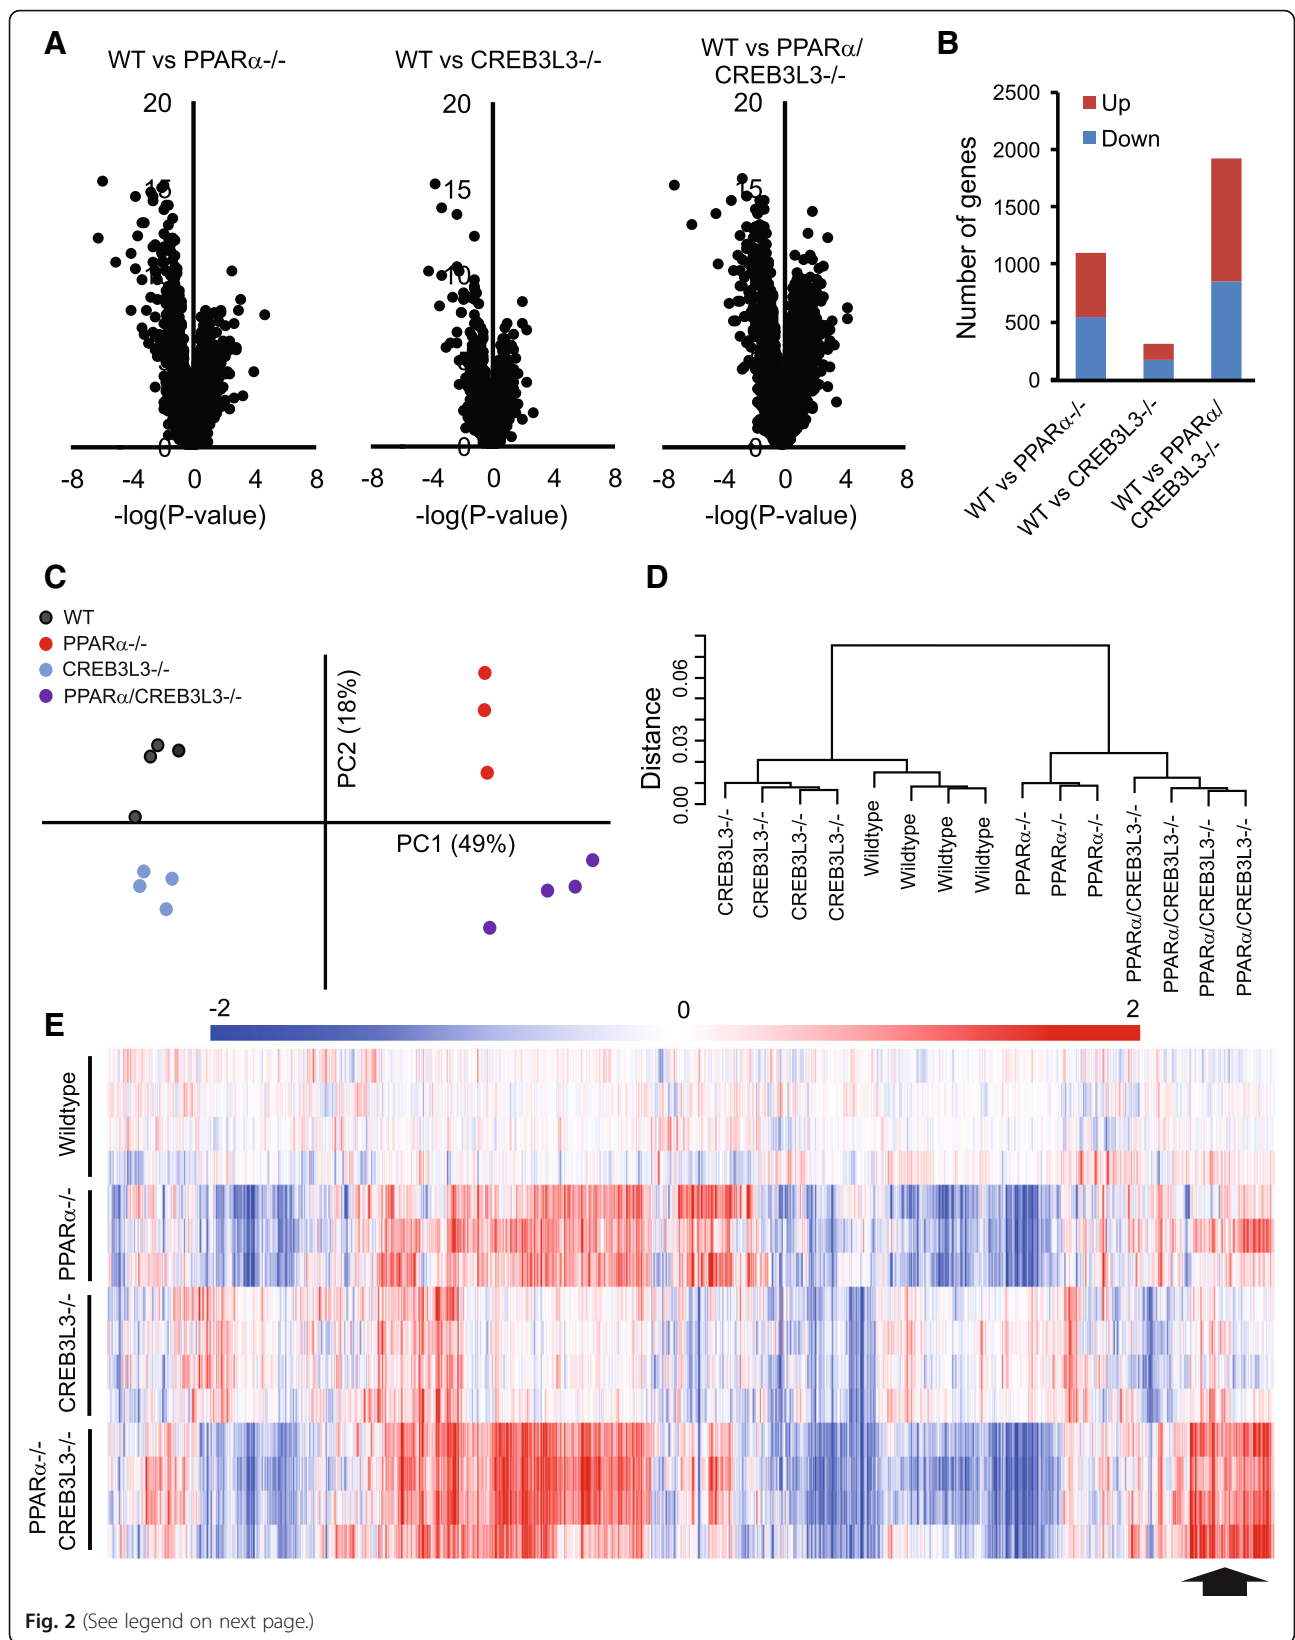 A
WT vs PPARα-/-
20
15
0
-8 -4 0 4 8
-log(P-value)
WT vs CREB3L3-/-
20
15
10
0
-8 -4 0 4 8
-log(P-value)
WT vs PPARα/
CREB3L3-/-
20
15
0
-8 -4 0 4 8
-log(P-value)
B
Number of genes
2500
2000
1500
1000
500
0
Up
Down
WT vs PPARα-/-
WT vs CREB3L3-/-
WT vs PPARα/
CREB3L3-/-
C
WT
PPARα-/-
CREB3L3-/-
PPARα/CREB3L3-/-
PC2 (18%)
PC1 (49%)
D
Distance
0.06
0.03
0.00
CREB3L3-/-
CREB3L3-/-
CREB3L3-/-
CREB3L3-/-
Wildtype
Wildtype
Wildtype
Wildtype
PPARα-/-
PPARα-/-
PPARα-/-
PPARα/CREB3L3-/-
PPARα/CREB3L3-/-
PPARα/CREB3L3-/-
PPARα/CREB3L3-/-
E
-2 0 2
Wildtype
PPARα-/-
CREB3L3-/-
PPARα-/-
CREB3L3-/-
Fig. 2 (See legend on next page.)